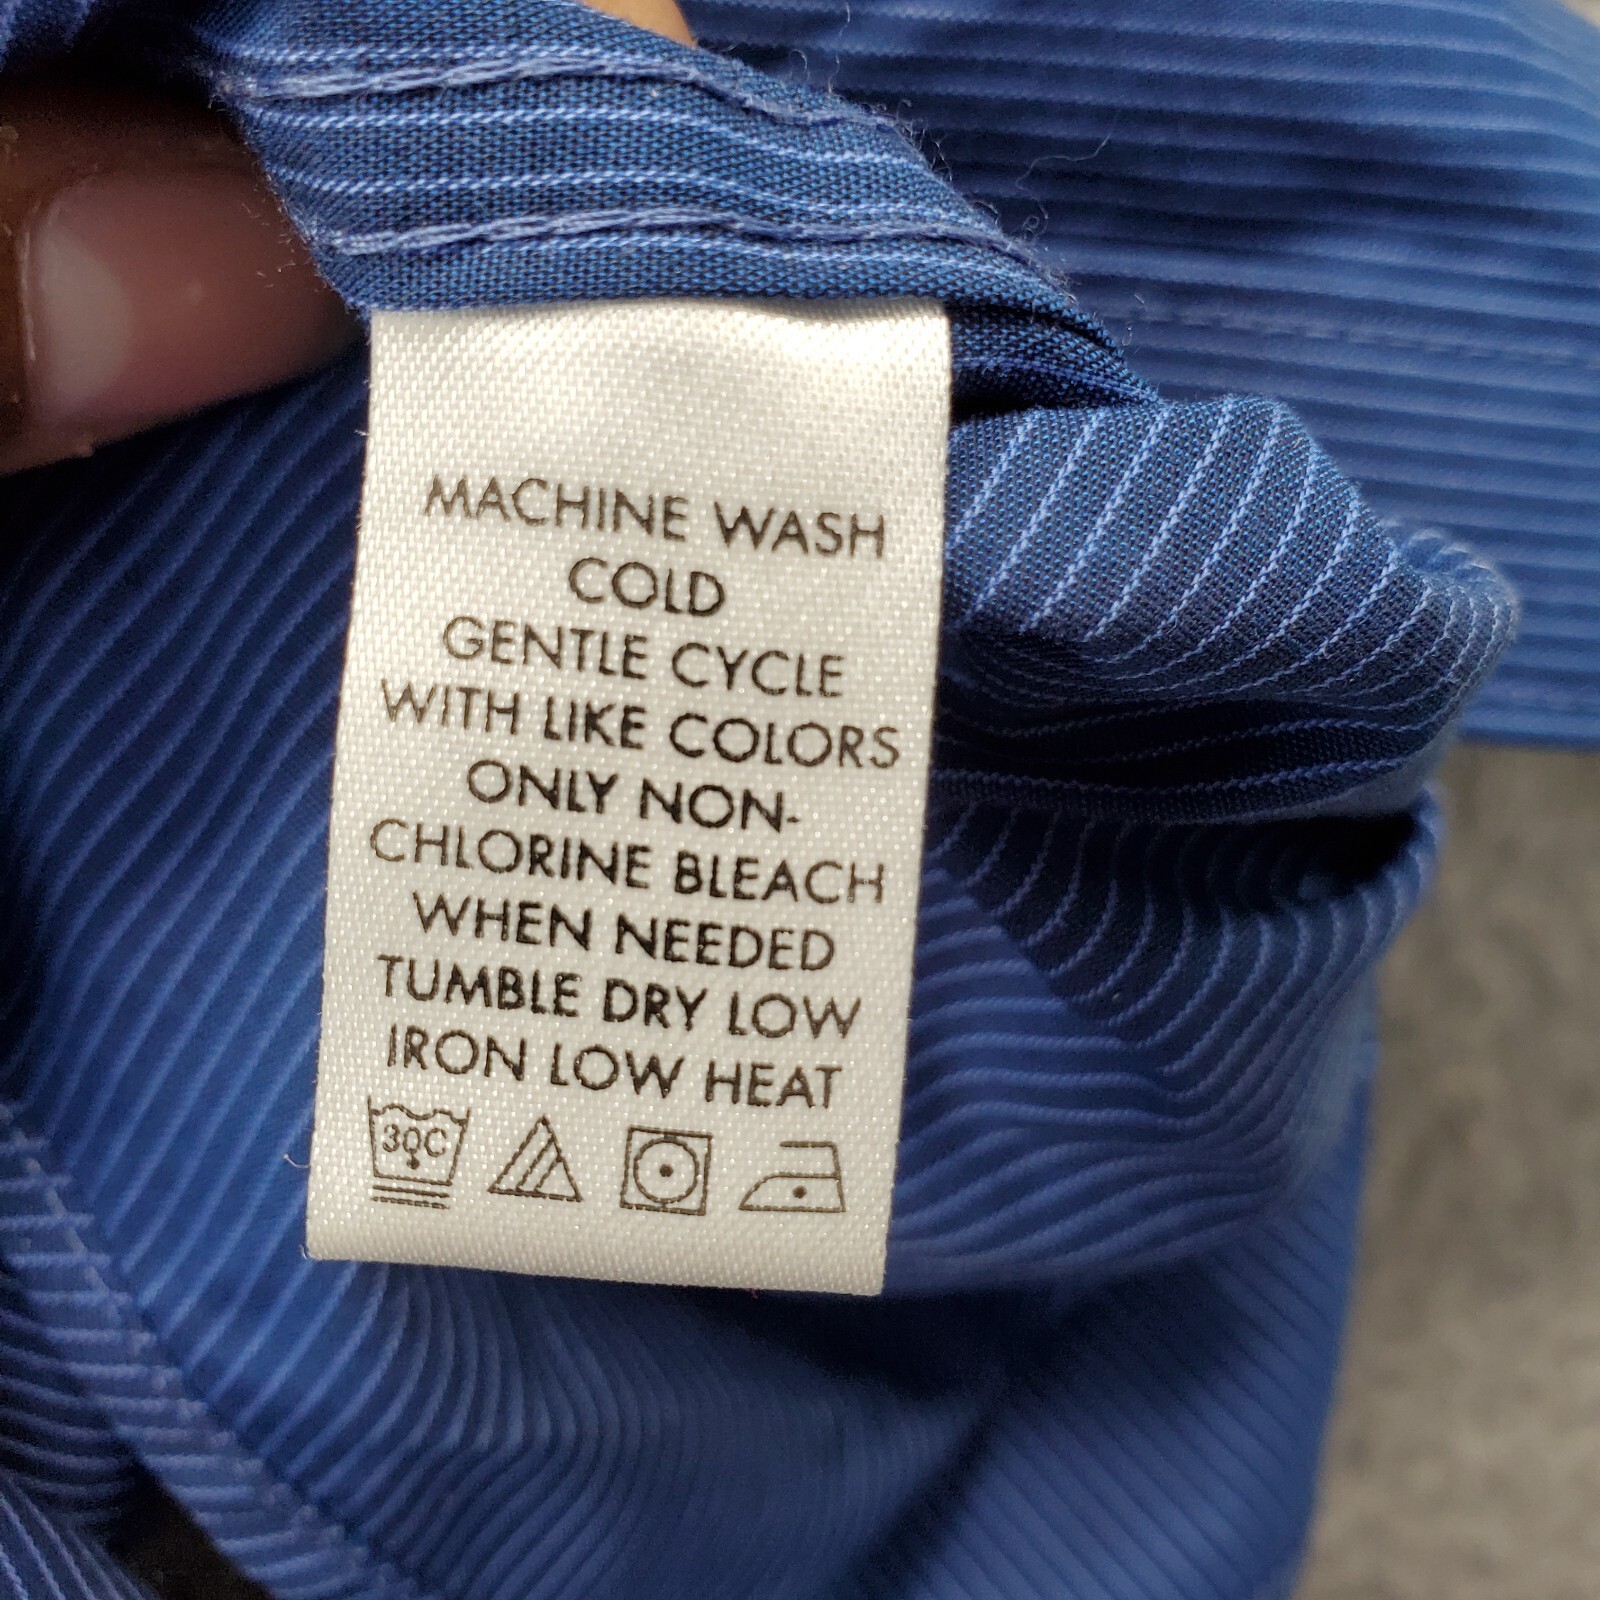 MACHINE WASH
COLD
GENTLE CYCLE
WITH LIKE COLORS
ONLY NON-
CHLORINE BLEACH
WHEN NEEDED
TUMBLE DRY LOW
IRON LOW HEAT
30C